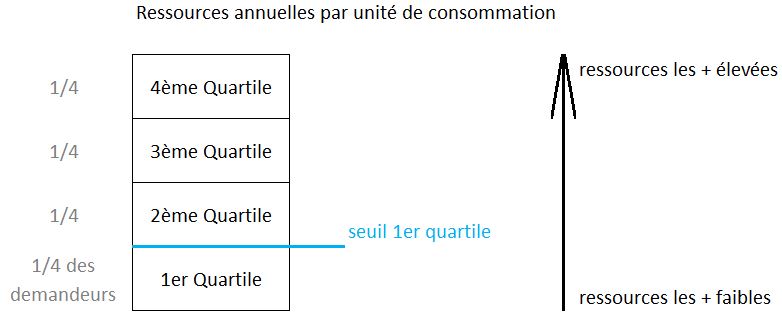 Ressources annuelles par unité de consommation
ressources les + élevées
1/4
4ème Quartile
1/4
3ème Quartile
1/4
2ème Quartile
seuil 1er quartile
1/4 des
demandeurs
1er Quartile
ressources les + faibles